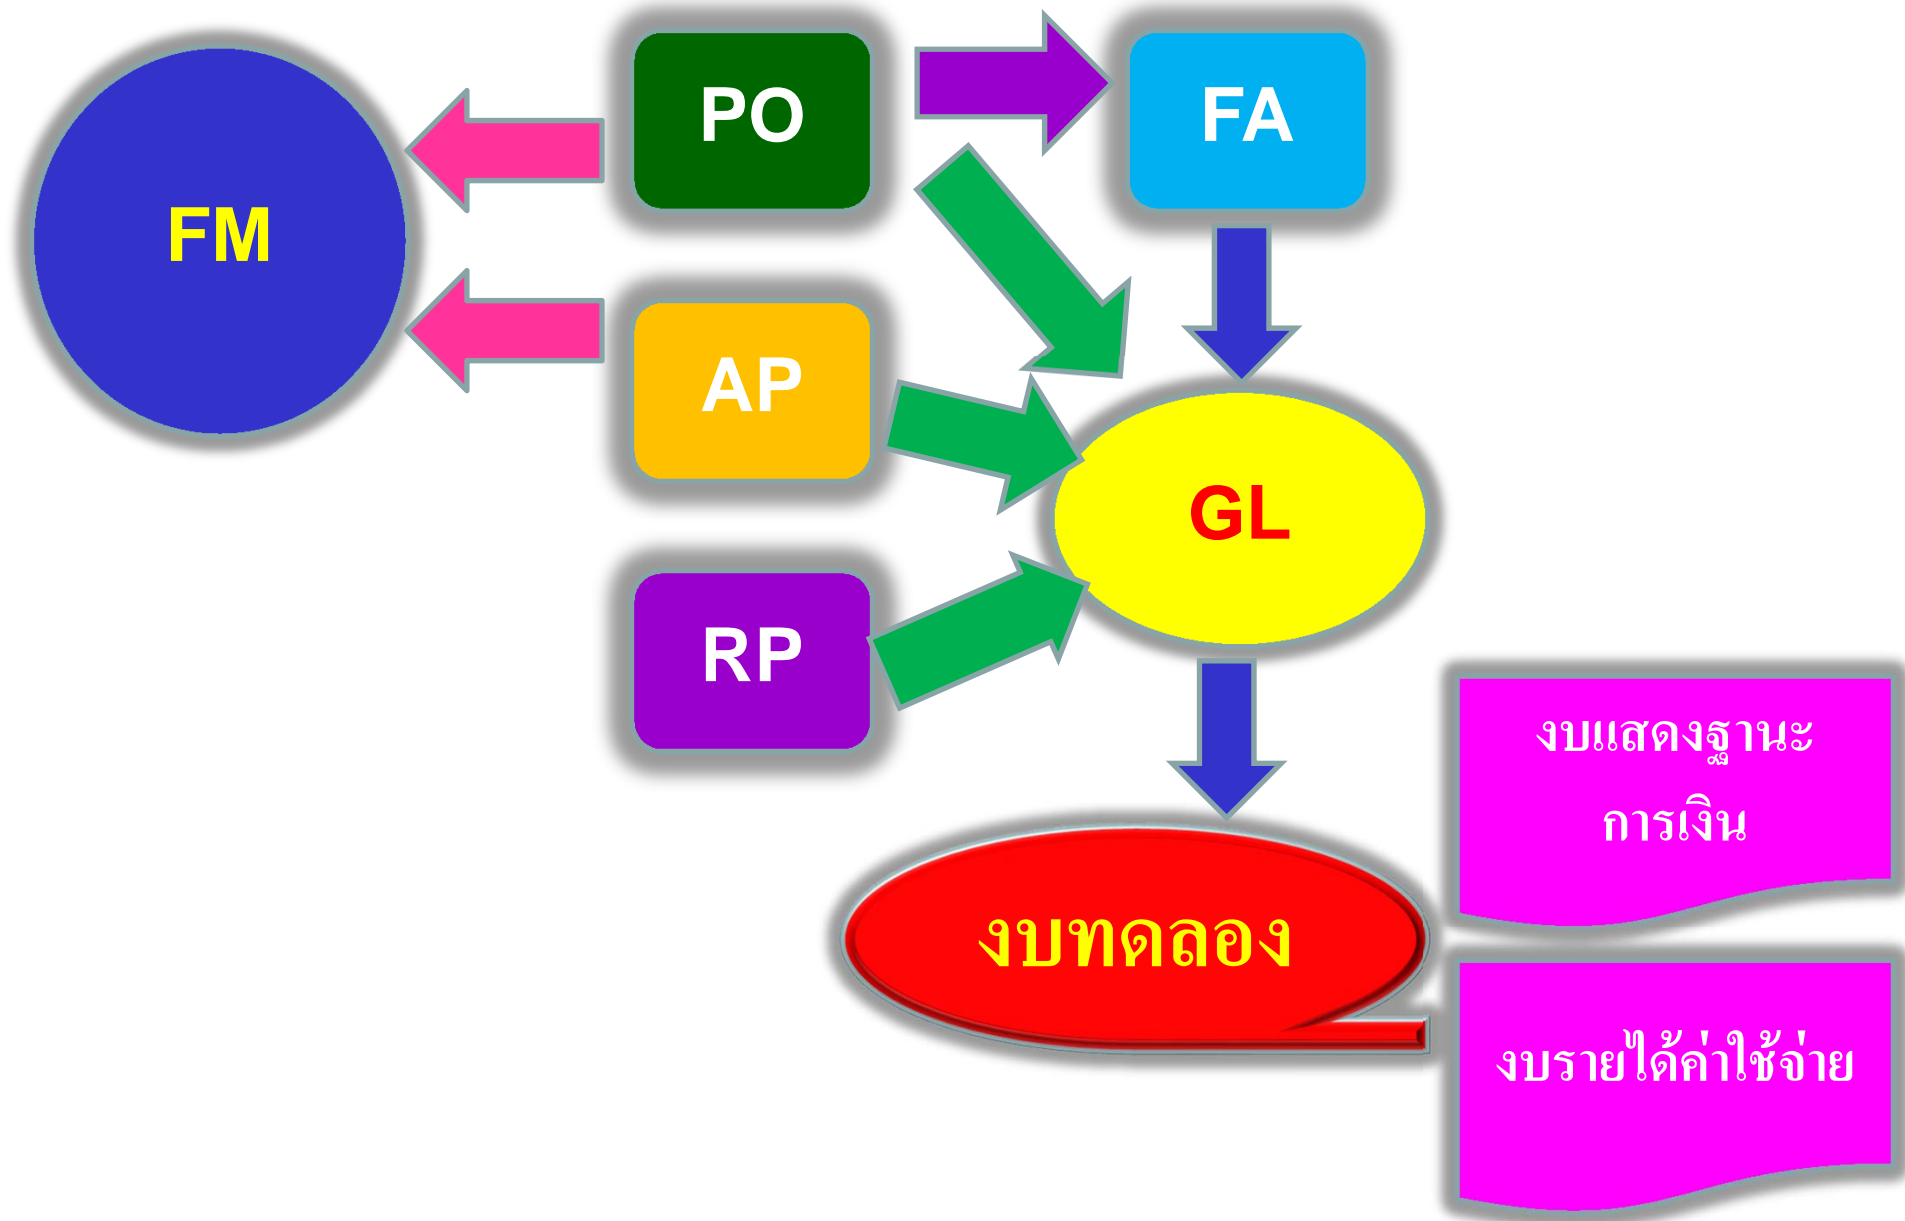 PO
FA
FM
AP
GL
RP
งบแสดงฐานะ
การเงิน
งบทดลอง
งบรายได้ค่าใช้จ่าย